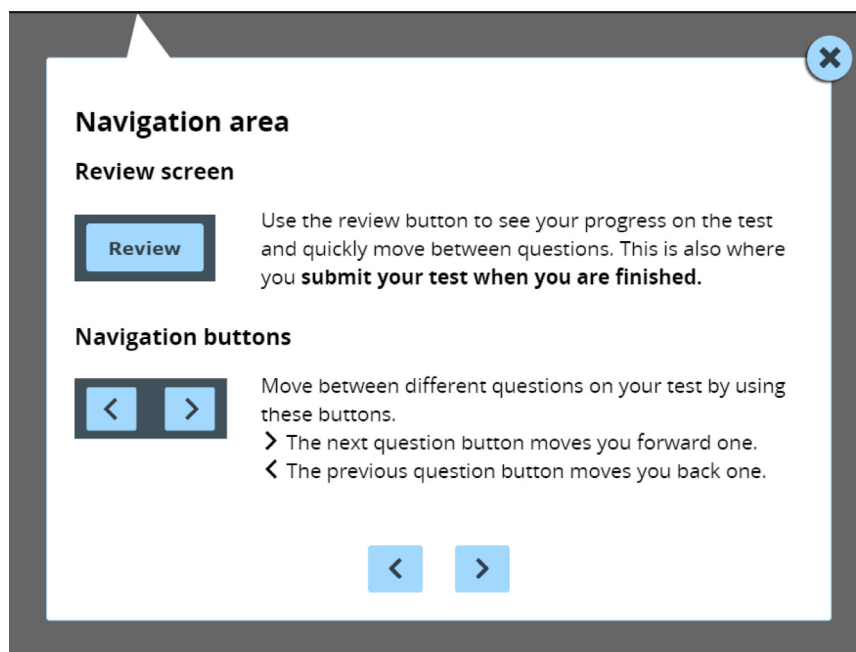 Navigation area
Review screen
Review
Use the review button to see your progress on the test
and quickly move between questions. This is also where
you submit your test when you are finished.
Navigation buttons
Move between different questions on your test by using
these buttons.
> The next question button moves you forward one.
< The previous question button moves you back one.